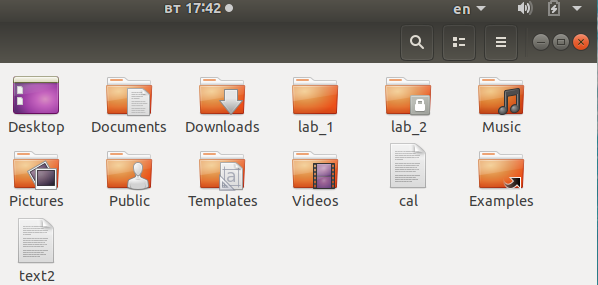 вт 17:42
en
Desktop
Documents
Downloads
lab_1
lab_2
Music
Pictures
Public
Templates
Videos
cal
Examples
text2